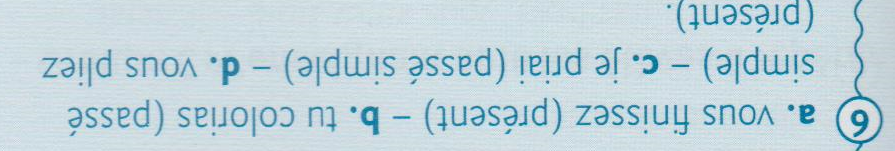 6 a. vous finissez (présent) – b. tu colorias (passé
simple) – c. je priai (passé simple) – d. vous pliez
(présent).